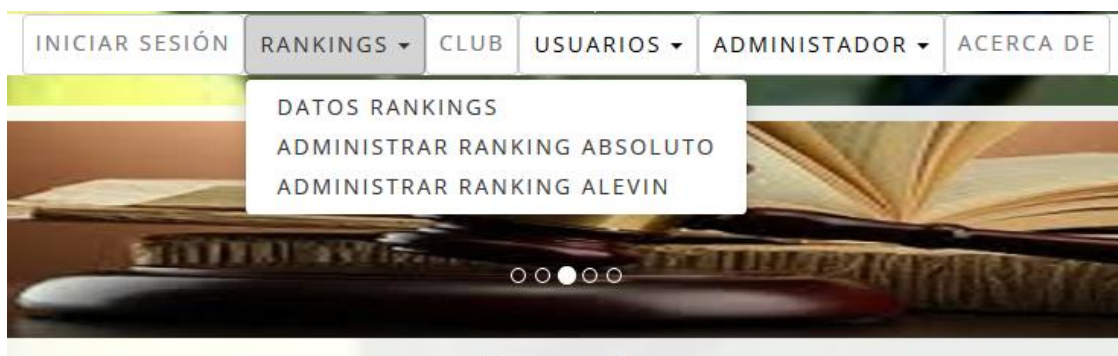 INICIAR SESIÓN RANKINGS CLUB USUARIOS ADMINISTADOR ACERCA DE
DATOS RANKINGS
ADMINISTRAR RANKING ABSOLUTO
ADMINISTRAR RANKING ALEVIN